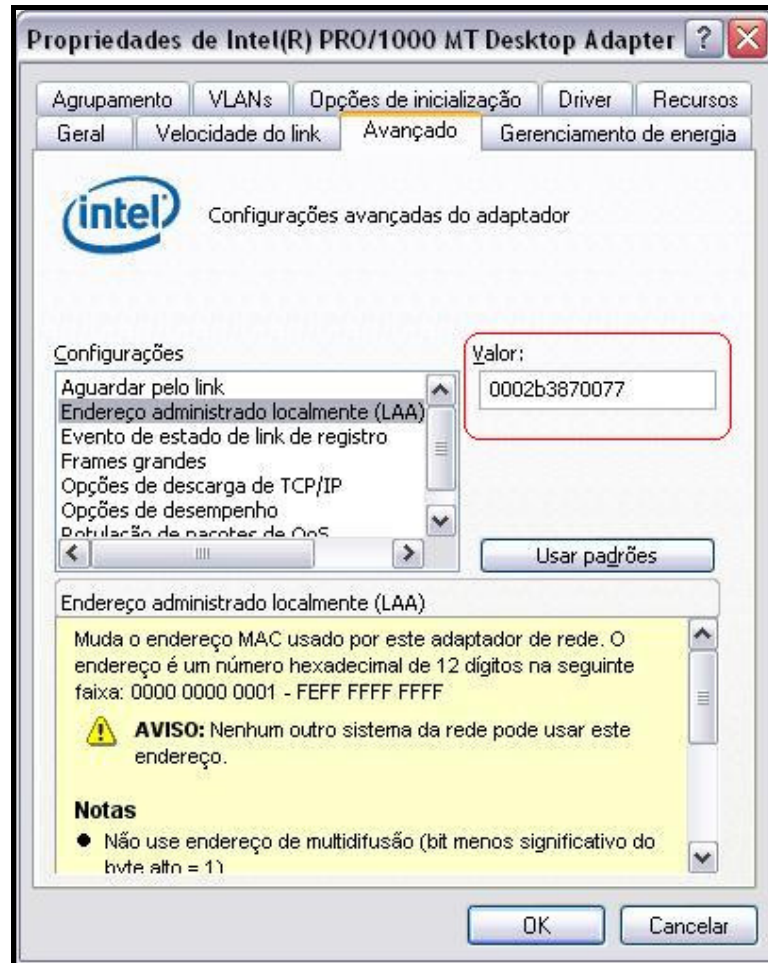 Propriedades de Intel(R) PRO/1000 MT Desktop Adapter
Agrupamento VLANs Opções de inicialização Driver Recursos
Geral Velocidade do link Avançado Gerenciamento de energia
intel Configurações avançadas do adaptador
Configurações Valor:
Aguardar pelo link
0002b3870077
Endereço administrado localmente (LAA)
Evento de estado de link de registro
Frames grandes
Opções de descarga de TCP/IP
Opções de desempenho
Rotulação de pacotes de QoS
Usar padrões
Endereço administrado localmente (LAA)
Muda o endereço MAC usado por este adaptador de rede. O
endereço é um número hexadecimal de 12 dígitos na seguinte
faixa: 0000 0000 0001 - FEFF FFFF FFFF
AVISO: Nenhum outro sistema da rede pode usar este
endereço.
Notas
Não use endereço de multidifusão (bit menos significativo do
byte alto = 1)
OK Cancelar